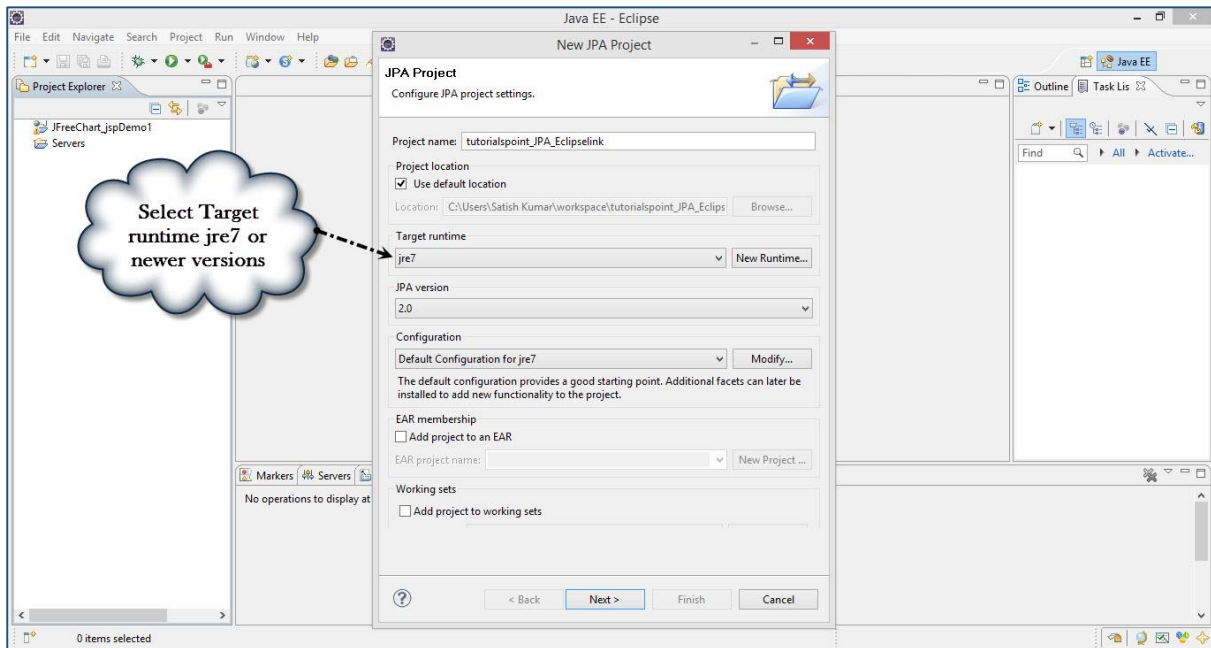 Java EE - Eclipse
File Edit Navigate Search Project Run Window Help
Java EE
Project Explorer
JFreeChart_jspDemo1
Servers
Select Target
runtime jre7 or
newer versions
New JPA Project
JPA Project
Configure JPA project settings.
Project name: tutorialspoint_JPA_Eclipselink
Project location
Use default location
Location: C:\Users\Satish Kumar\workspace\tutorialspoint_JPA_Eclips Browse...
Target runtime
jre7 New Runtime...
JPA version
2.0
Configuration
Default Configuration for jre7 Modify...
The default configuration provides a good starting point. Additional facets can later be
installed to add new functionality to the project.
EAR membership
Add project to an EAR
EAR project name: New Project ...
Working sets
Add project to working sets
? < Back Next > Finish Cancel
Outline Task Lis
Find All Activate...
Markers Servers
No operations to display at
0 items selected